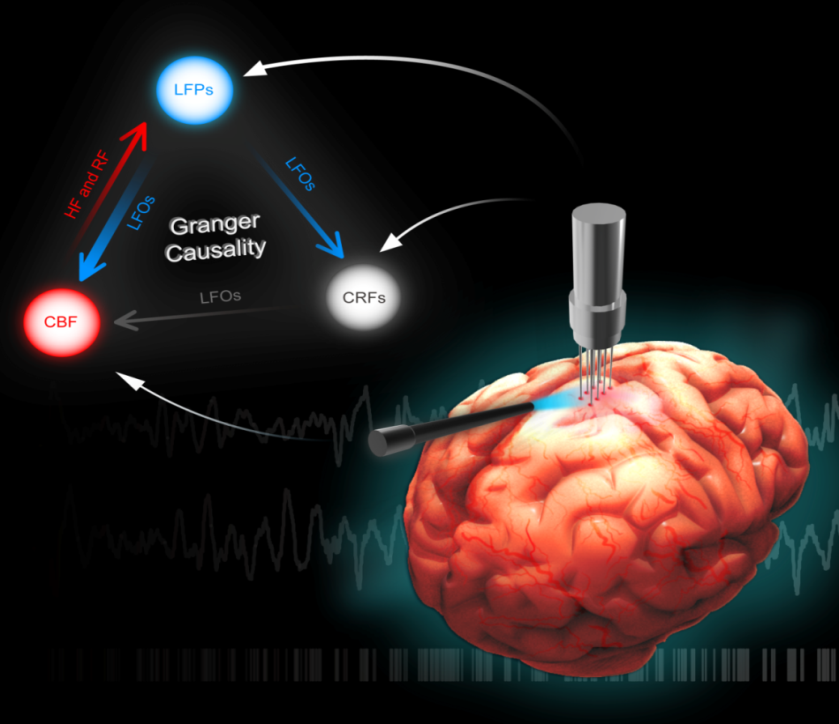 LFPs
HF and RF
LFOs
LFOs
Granger
Causality
LFOs
CRFs
CBF